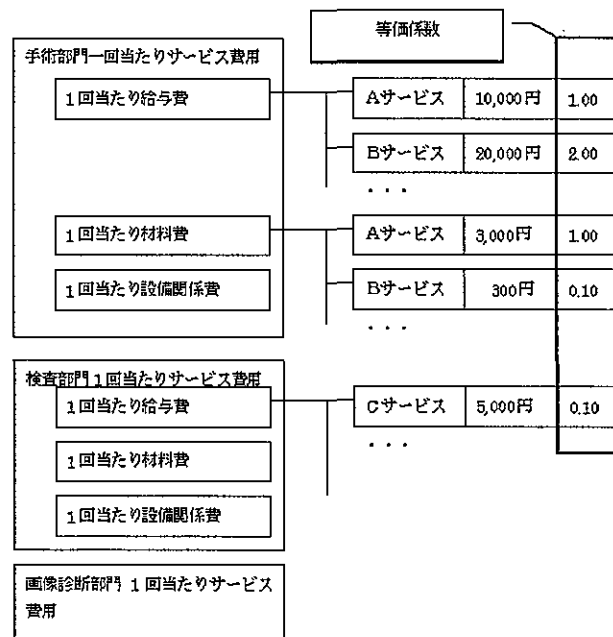 等価係数
手術部門一回当たりサービス費用
1回当たり給与費
Aサービス 10,000円 1.00
Bサービス 20,000円 2.00
・・・
1回当たり材料費
Aサービス 3,000円 1.00
1回当たり設備関係費
Bサービス 300円 0.10
・・・
検査部門1回当たりサービス費用
1回当たり給与費
Cサービス 5,000円 0.10
・・・
1回当たり材料費
1回当たり設備関係費
画像診断部門 1回当たりサービス
費用